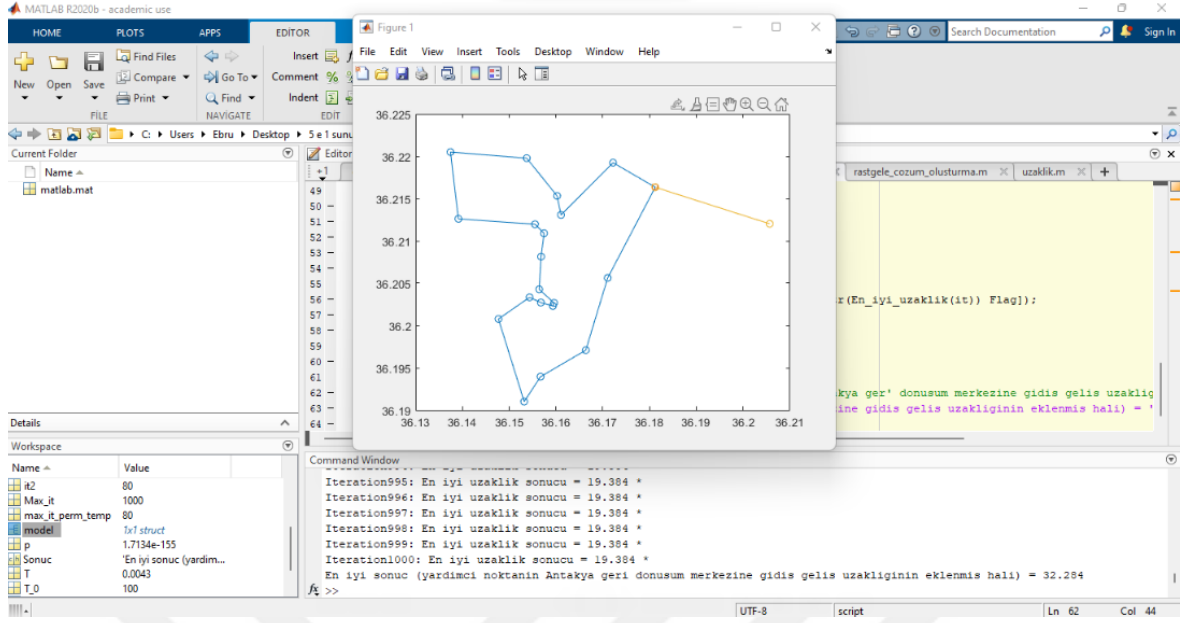 MATLAB R2020b - academic use
HOME PLOTS APPS EDITOR
Search Documentation
Sign In
New Open Save
Find Files
Compare
Print
Go To
Find
Insert
Comment
Indent
FILE NAVIGATE EDIT
C: Users Ebru Desktop 5 e 1 sunu
Current Folder
Name
matlab.mat
Details
Workspace
Name Value
it2 80
Max_it 1000
max_it_perm_temp 80
model 1x1 struct
p 1.7134e-155
Sonuc 'En iyi sonuc (yardim...
T 0.0043
T_0 100
Editor
+1
rastgele_cozum_olusturma.m uzaklik.m +
49
50
51
52
53
54
55
56
57
58
59
60
61
62
63
64
r(En_iyi_uzaklik(it)) Flag]);
kya ger' donusum merkezine gidis gelis uzaklig
ine gidis gelis uzakliginin eklenmis hali) = '
Figure 1
File Edit View Insert Tools Desktop Window Help
36.225
36.22
36.215
36.21
36.205
36.2
36.195
36.19
36.13 36.14 36.15 36.16 36.17 36.18 36.19 36.2 36.21
Command Window
Iteration995: En iyi uzaklik sonucu = 19.384 *
Iteration996: En iyi uzaklik sonucu = 19.384 *
Iteration997: En iyi uzaklik sonucu = 19.384 *
Iteration998: En iyi uzaklik sonucu = 19.384 *
Iteration999: En iyi uzaklik sonucu = 19.384 *
Iteration1000: En iyi uzaklik sonucu = 19.384 *
En iyi sonuc (yardimci noktanin Antakya geri donusum merkezine gidis gelis uzakliginin eklenmis hali) = 32.284
fx >>
UTF-8 script Ln 62 Col 44